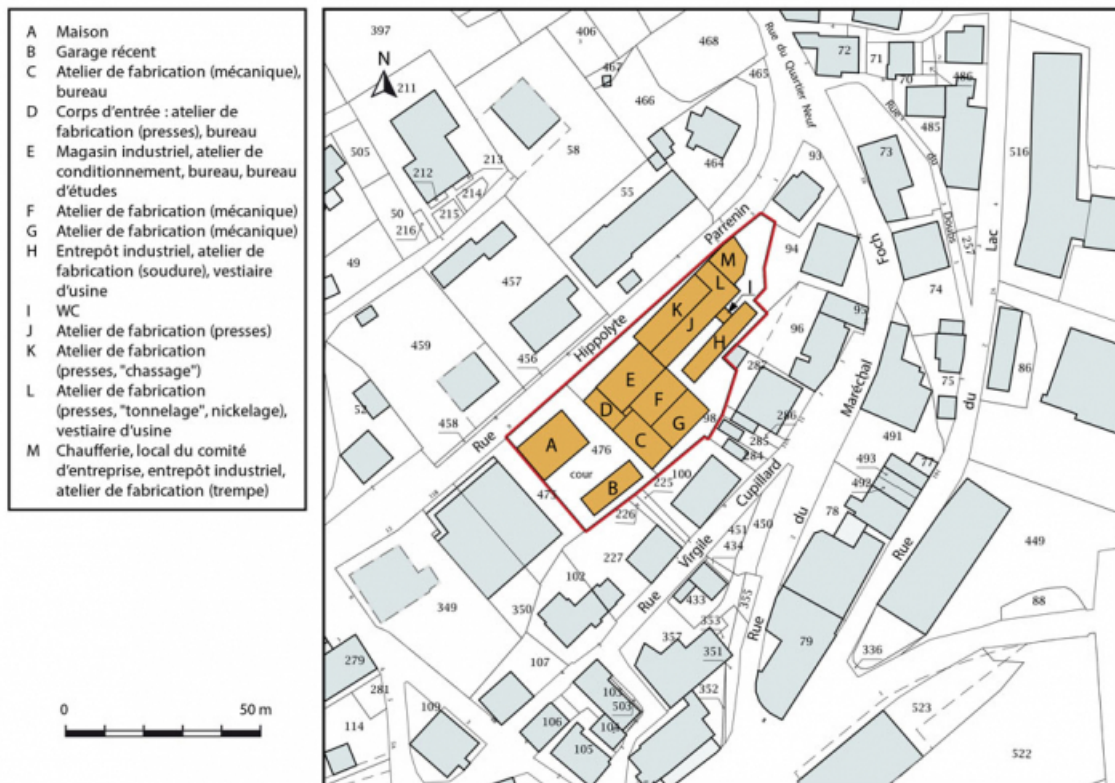 A Maison
B Garage récent
C Atelier de fabrication (mécanique),
bureau
D Corps d'entrée : atelier de
fabrication (presses), bureau
E Magasin industriel, atelier de
conditionnement, bureau, bureau
d'études
F Atelier de fabrication (mécanique)
G Atelier de fabrication (mécanique)
H Entrepôt industriel, atelier de
fabrication (soudure), vestiaire
d'usine
I WC
J Atelier de fabrication (presses)
K Atelier de fabrication
(presses, "chassage")
L Atelier de fabrication
(presses, "tonnelage", nickelage),
vestiaire d'usine
M Chaufferie, local du comité
d'entreprise, entrepôt industriel,
atelier de fabrication (trempe)
0 50 m
N
397
406
468
467
211
466
465
Rue du Quartier Neuf
72
71
70
486
485
Rue du Doubs
516
505
58
213
212
214
215
50
216
464
93
73
55
49
457
Rue Hippolyte Parrenin
94
Rue du Maréchal Foch
257
Rue du Lac
74
M
L
I
K
J
H
E
F
D
G
C
A
B
cour
476
459
456
458
52
96
95
287
286
285
284
98
100
75
86
491
493
492
77
78
473
225
226
227
Rue Virgile Cupillard
451
450
434
449
88
102
350
349
433
355
353
357
351
352
79
336
107
279
281
109
114
103
503
104
106
105
523
522